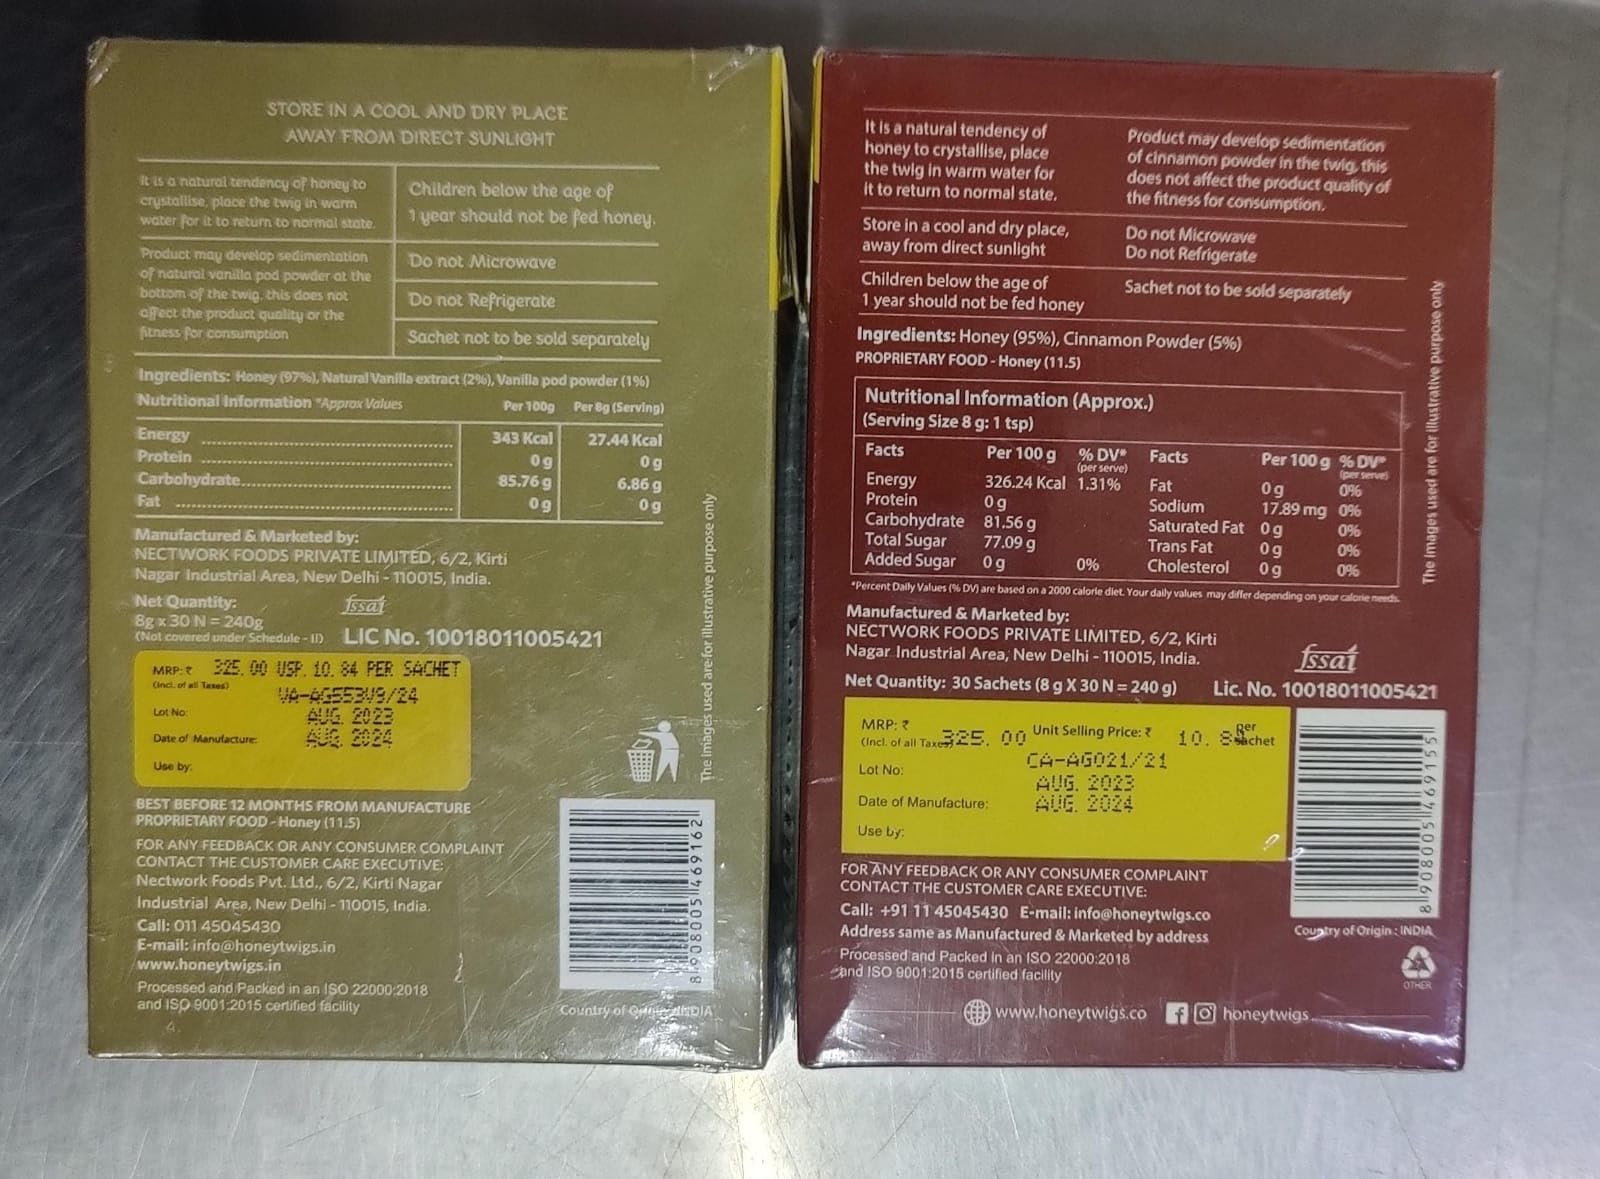 STORE IN A COOL AND DRY PLACE
AWAY FROM DIRECT SUNLIGHT
It is a natural tendency of honey to
crystallise, place the twig in warm
water for it to return to normal state.
Product may develop sedimentation
of natural vanilla pod powder at the
bottom of the twig, this does not
affect the product quality or the
fitness for consumption
Children below the age of
1 year should not be fed honey.
Do not Microwave
Do not Refrigerate
Sachet not to be sold separately
Ingredients: Honey (97%), Natural Vanilla extract (2%), Vanilla pod powder (1%)
Nutritional Information *Approx Values Per 100g Per 8g (Serving)
Energy 343 Kcal 27.44 Kcal
Protein 0 g 0 g
Carbohydrate 85.76 g 6.86 g
Fat 0 g 0 g
Manufactured & Marketed by:
NECTWORK FOODS PRIVATE LIMITED, 6/2, Kirti
Nagar Industrial Area, New Delhi - 110015, India.
Net Quantity:
8g x 30 N = 240g
(Not covered under Schedule - II)
fssai
LIC No. 10018011005421
MRP: ₹ 325.00 USP. 10.84 PER SACHET
(Incl. of all Taxes)
VA-AG553V9/24
Lot No: AUG. 2023
Date of Manufacture: AUG. 2024
Use by:
The images used are for illustrative purpose only
BEST BEFORE 12 MONTHS FROM MANUFACTURE
PROPRIETARY FOOD - Honey (11.5)
FOR ANY FEEDBACK OR ANY CONSUMER COMPLAINT
CONTACT THE CUSTOMER CARE EXECUTIVE:
Nectwork Foods Pvt. Ltd., 6/2, Kirti Nagar
Industrial Area, New Delhi - 110015, India.
Call: 011 45045430
E-mail: info@honeytwigs.in
www.honeytwigs.in
Processed and Packed in an ISO 22000:2018
and ISO 9001:2015 certified facility
8 908005 469162
Country of INDIA
It is a natural tendency of
honey to crystallise, place
the twig in warm water for
it to return to normal state.
Product may develop sedimentation
of cinnamon powder in the twig, this
does not affect the product quality of
the fitness for consumption.
Store in a cool and dry place,
away from direct sunlight
Do not Microwave
Do not Refrigerate
Children below the age of
1 year should not be fed honey
Sachet not to be sold separately
Ingredients: Honey (95%), Cinnamon Powder (5%)
PROPRIETARY FOOD - Honey (11.5)
Nutritional Information (Approx.)
(Serving Size 8 g: 1 tsp)
Facts Per 100 g % DV* (per serve) Facts Per 100 g % DV* (per serve)
Energy 326.24 Kcal 1.31% Fat 0 g 0%
Protein 0 g Sodium 17.89 mg 0%
Carbohydrate 81.56 g Saturated Fat 0 g 0%
Total Sugar 77.09 g Trans Fat 0 g 0%
Added Sugar 0 g 0% Cholesterol 0 g 0%
*Percent Daily Values (% DV) are based on a 2000 calorie diet. Your daily values may differ depending on your calorie needs.
The images used are for illustrative purpose only
Manufactured & Marketed by:
NECTWORK FOODS PRIVATE LIMITED, 6/2, Kirti
Nagar Industrial Area, New Delhi - 110015, India.
fssai
Net Quantity: 30 Sachets (8 g X 30 N = 240 g) Lic. No. 10018011005421
MRP: ₹ 325.00 Unit Selling Price: ₹ 10.8 per
(Incl. of all Taxes) Sachet
CA-AG021/21
Lot No: AUG. 2023
Date of Manufacture: AUG. 2024
Use by:
8 908005 469155
FOR ANY FEEDBACK OR ANY CONSUMER COMPLAINT
CONTACT THE CUSTOMER CARE EXECUTIVE:
Call: +91 11 45045430 E-mail: info@honeytwigs.co
Address same as Manufactured & Marketed by address
Processed and Packed in an ISO 22000:2018
and ISO 9001:2015 certified facility
Country of Origin : INDIA
OTHER
www.honeytwigs.co honeytwigs